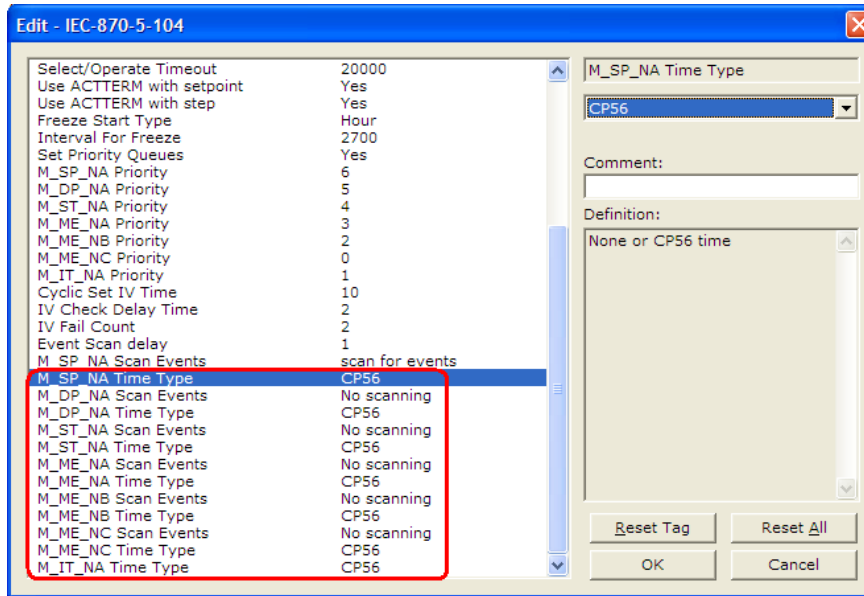 Edit - IEC-870-5-104
Select/Operate Timeout 20000
Use ACTTERM with setpoint Yes
Use ACTTERM with step Yes
Freeze Start Type Hour
Interval For Freeze 2700
Set Priority Queues Yes
M_SP_NA Priority 6
M_DP_NA Priority 5
M_ST_NA Priority 4
M_ME_NA Priority 3
M_ME_NB Priority 2
M_ME_NC Priority 0
M_IT_NA Priority 1
Cyclic Set IV Time 10
IV Check Delay Time 2
IV Fail Count 2
Event Scan delay 1
M_SP_NA Scan Events scan for events
M_SP_NA Time Type CP56
M_DP_NA Scan Events No scanning
M_DP_NA Time Type CP56
M_ST_NA Scan Events No scanning
M_ST_NA Time Type CP56
M_ME_NA Scan Events No scanning
M_ME_NA Time Type CP56
M_ME_NB Scan Events No scanning
M_ME_NB Time Type CP56
M_ME_NC Scan Events No scanning
M_ME_NC Time Type CP56
M_IT_NA Time Type CP56
M_SP_NA Time Type
CP56
Comment:
Definition:
None or CP56 time
Reset Tag Reset All
OK Cancel